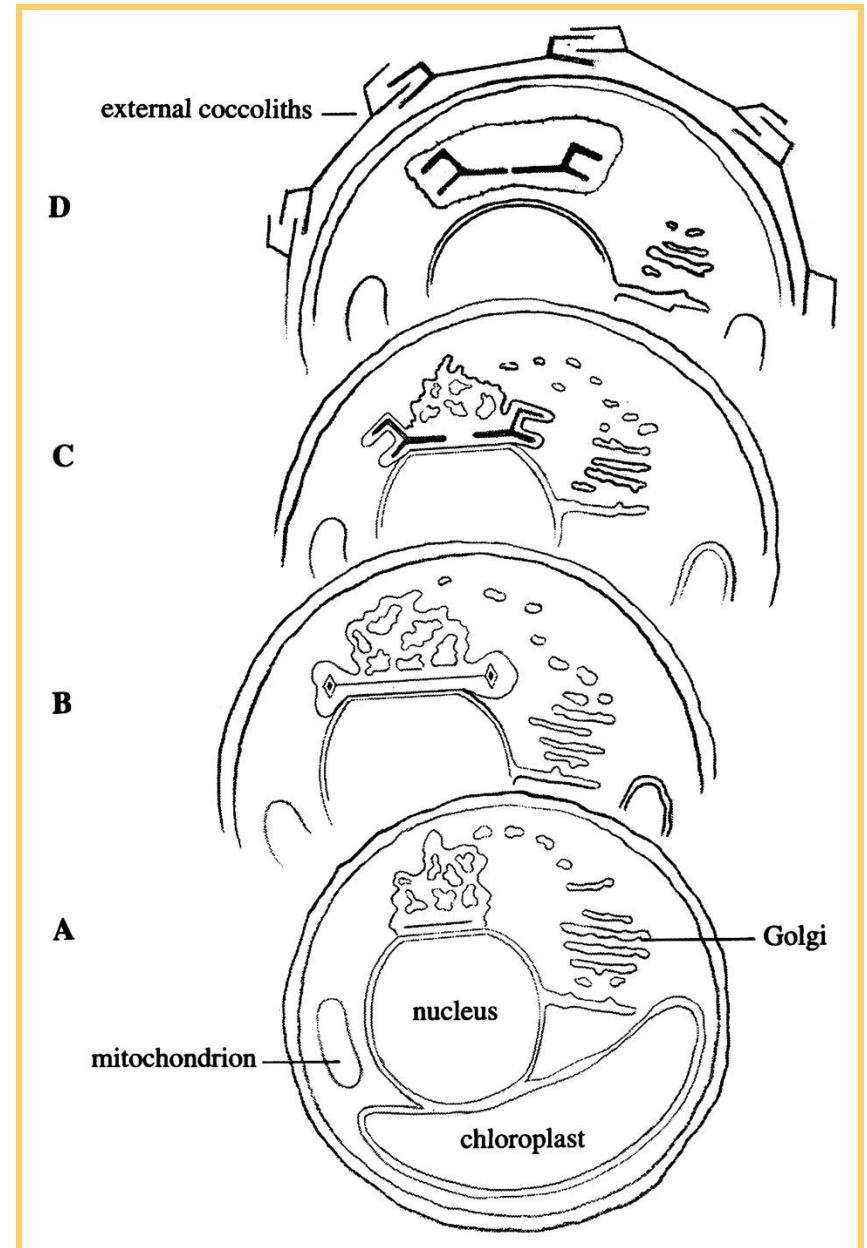 external coccoliths
D
C
B
A
Golgi
nucleus
mitochondrion
chloroplast